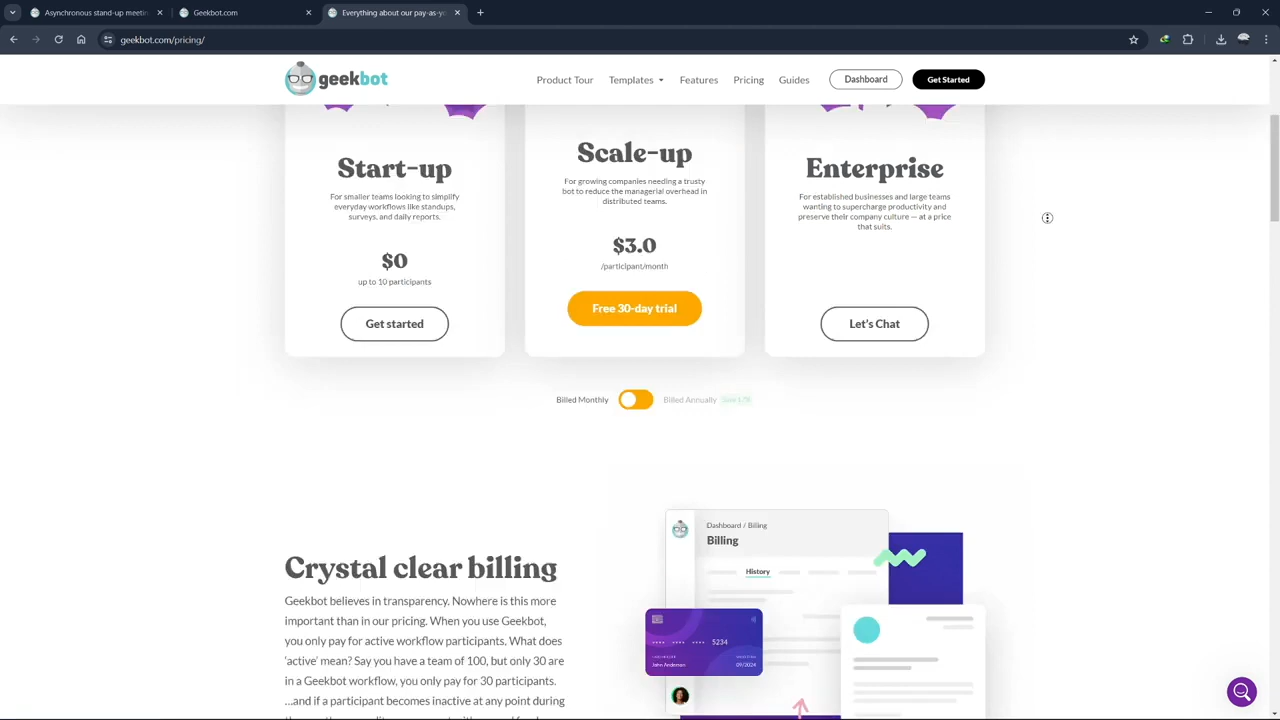 Asynchronous stand-up meetin
Geekbot.com
Everything about our pay-as-yo
geekbot.com/pricing/
geekbot
Product Tour
Templates
Features
Pricing
Guides
Dashboard
Get Started
Start-up
For smaller teams looking to simplify
everyday workflows like standups,
surveys, and daily reports.
$0
up to 10 participants
Get started
Scale-up
For growing companies needing a trusty
bot to reduce the managerial overhead in
distributed teams.
$3.0
/participant/month
Free 30-day trial
Enterprise
For established businesses and large teams
wanting to supercharge productivity and
preserve their company culture — at a price
that suits.
Let's Chat
Billed Monthly
Billed Annually
Crystal clear billing
Geekbot believes in transparency. Nowhere is this more
important than in our pricing. When you use Geekbot,
you only pay for active workflow participants. What does
'active' mean? Say you have a team of 100, but only 30 are
in a Geekbot workflow, you only pay for 30 participants.
...and if a participant becomes inactive at any point during
Dashboard / Billing
Billing
History
5234
John Anderson
09/2024